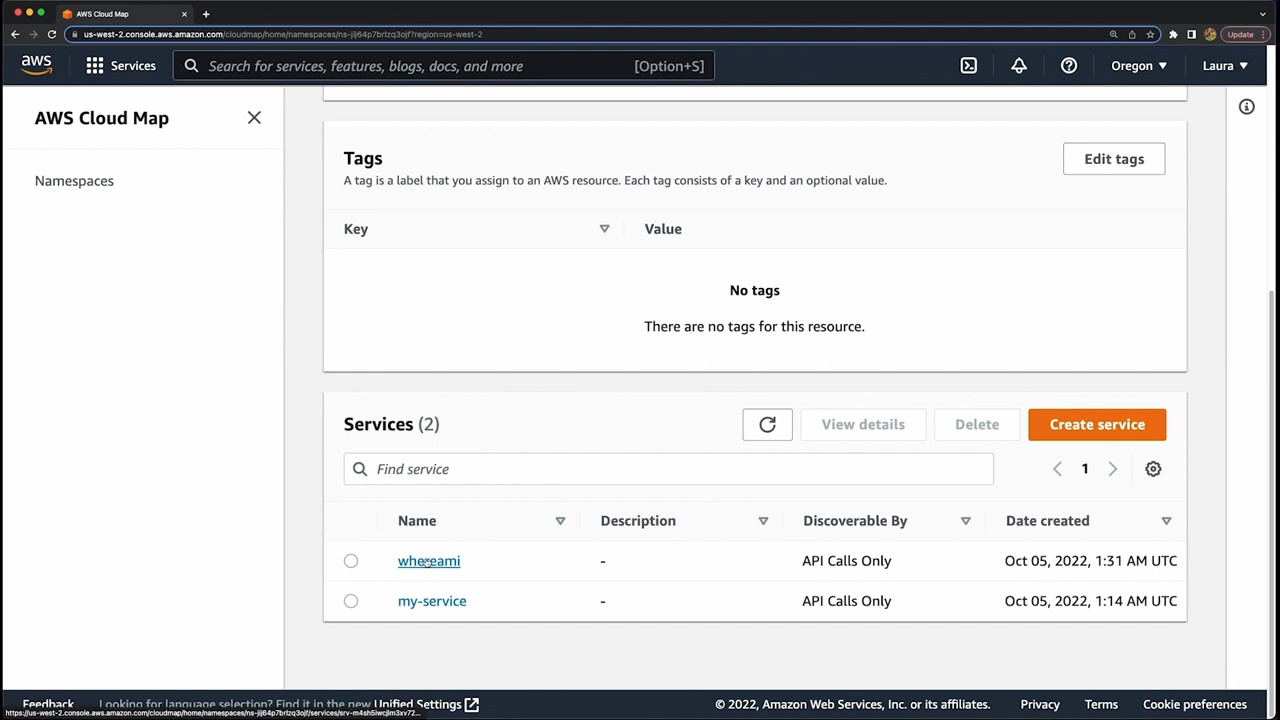 AWS Cloud Map
us-west-2.console.aws.amazon.com/cloudmap/home/namespaces/ns-jij64p7brlzq3ojf?region=us-west-2
Update
aws
Services
Search for services, features, blogs, docs, and more
[Option+S]
Oregon
Laura
AWS Cloud Map
Namespaces
Tags
Edit tags
A tag is a label that you assign to an AWS resource. Each tag consists of a key and an optional value.
Key
Value
No tags
There are no tags for this resource.
Services (2)
View details
Delete
Create service
Find service
1
Name
Description
Discoverable By
Date created
whereami
-
API Calls Only
Oct 05, 2022, 1:31 AM UTC
my-service
-
API Calls Only
Oct 05, 2022, 1:14 AM UTC
Feedback
Looking for language selection? Find it in the new Unified Settings
© 2022, Amazon Web Services, Inc. or its affiliates.
Privacy
Terms
Cookie preferences